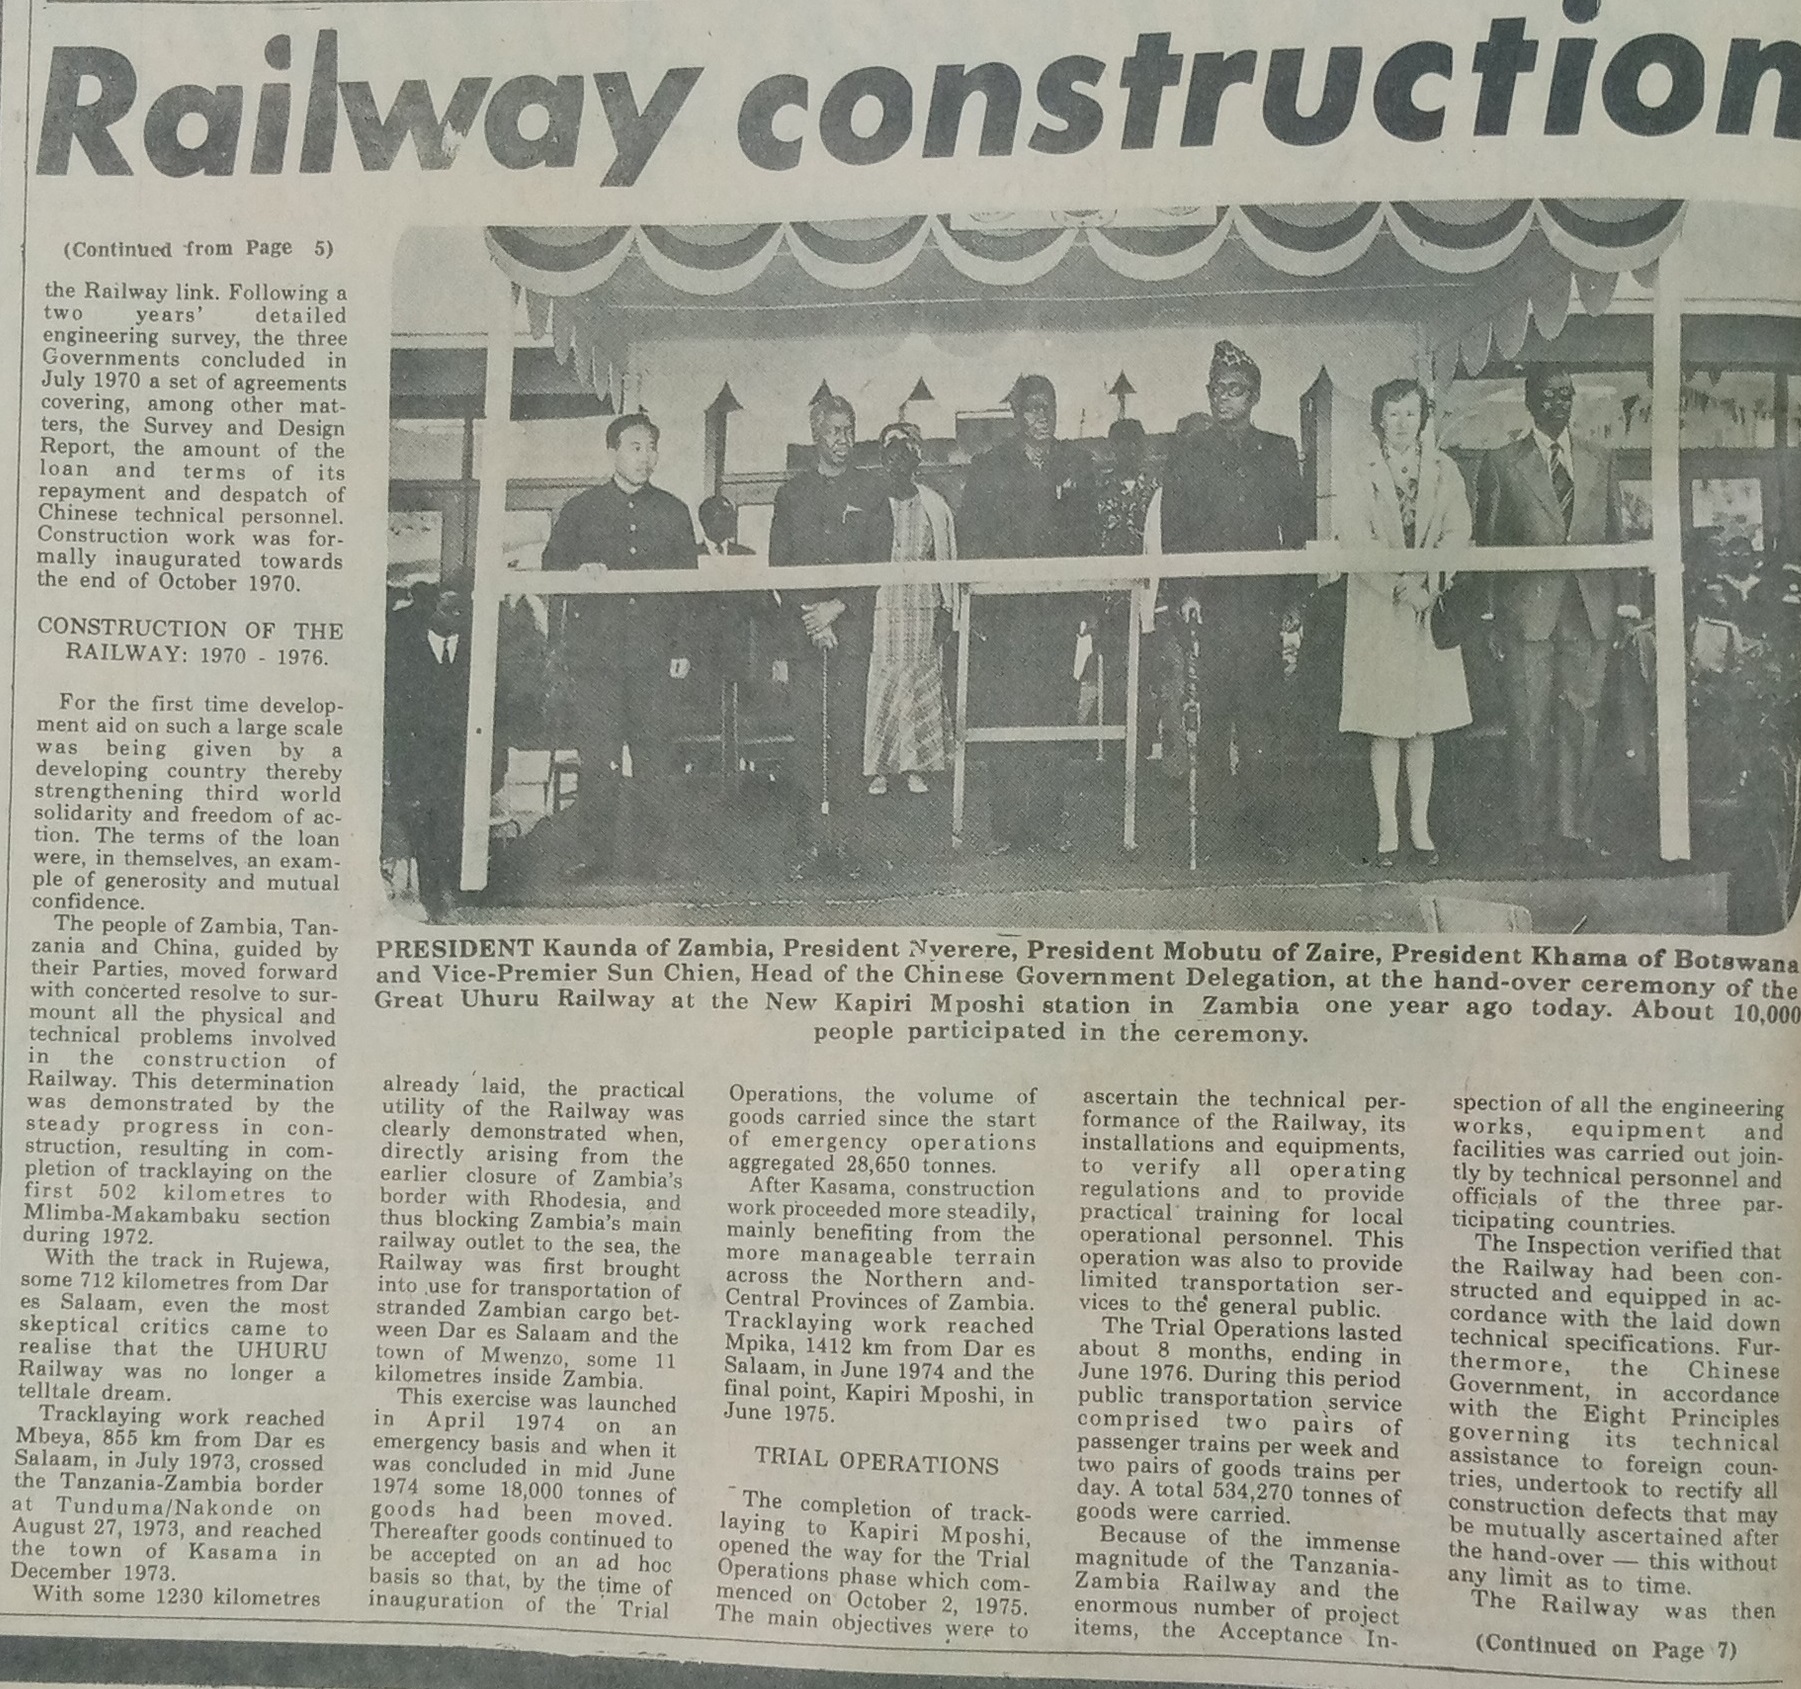 Railway construction
(Continued from Page 5)
the Railway link. Following a
two years' detailed
engineering survey, the three
Governments concluded in
July 1970 a set of agreements
covering, among other mat-
ters, the Survey and Design
Report, the amount of the
loan and terms of its
repayment and despatch of
Chinese technical personnel.
Construction work was for-
mally inaugurated towards
the end of October 1970.
CONSTRUCTION OF THE
RAILWAY: 1970 - 1976.
For the first time develop-
ment aid on such a large scale
was being given by a
developing country thereby
strengthening third world
solidarity and freedom of ac-
tion. The terms of the loan
were, in themselves, an exam-
ple of generosity and mutual
confidence.
The people of Zambia, Tan-
zania and China, guided by
their Parties, moved forward
with concerted resolve to sur-
mount all the physical and
technical problems involved
in the construction of
Railway. This determination
was demonstrated by the
steady progress in con-
struction, resulting in com-
pletion of tracklaying on the
first 502 kilometres to
Mlimba-Makambaku section
during 1972.
With the track in Rujewa,
some 712 kilometres from Dar
es Salaam, even the most
skeptical critics came to
realise that the UHURU
Railway was no longer a
telltale dream.
Tracklaying work reached
Mbeya, 855 km from Dar es
Salaam, in July 1973, crossed
the Tanzania-Zambia border
at Tunduma/Nakonde on
August 27, 1973, and reached
the town of Kasama in
December 1973.
With some 1230 kilometres
PRESIDENT Kaunda of Zambia, President Nyerere, President Mobutu of Zaire, President Khama of Botswana
and Vice-Premier Sun Chien, Head of the Chinese Government Delegation, at the hand-over ceremony of the
Great Uhuru Railway at the New Kapiri Mposhi station in Zambia one year ago today. About 10,000
people participated in the ceremony.
already laid, the practical
utility of the Railway was
clearly demonstrated when,
directly arising from the
earlier closure of Zambia's
border with Rhodesia, and
thus blocking Zambia's main
railway outlet to the sea, the
Railway was first brought
into use for transportation of
stranded Zambian cargo bet-
ween Dar es Salaam and the
town of Mwenzo, some 11
kilometres inside Zambia.
This exercise was launched
in April 1974 on an
emergency basis and when it
was concluded in mid June
1974 some 18,000 tonnes of
goods had been moved.
Thereafter goods continued to
be accepted on an ad hoc
basis so that, by the time of
inauguration of the Trial
Operations, the volume of
goods carried since the start
of emergency operations
aggregated 28,650 tonnes.
After Kasama, construction
work proceeded more steadily,
mainly benefiting from the
more manageable terrain
across the Northern and-
Central Provinces of Zambia.
Tracklaying work reached
Mpika, 1412 km from Dar es
Salaam, in June 1974 and the
final point, Kapiri Mposhi, in
June 1975.
TRIAL OPERATIONS
The completion of track-
laying to Kapiri Mposhi,
opened the way for the Trial
Operations phase which com-
menced on October 2, 1975.
The main objectives were to
ascertain the technical per-
formance of the Railway, its
installations and equipments,
to verify all operating
regulations and to provide
practical training for local
operational personnel. This
operation was also to provide
limited transportation ser-
vices to the general public.
The Trial Operations lasted
about 8 months, ending in
June 1976. During this period
public transportation service
comprised two pairs of
passenger trains per week and
two pairs of goods trains per
day. A total 534,270 tonnes of
goods were carried.
Because of the immense
magnitude of the Tanzania-
Zambia Railway and the
enormous number of project
items, the Acceptance In-
spection of all the engineering
works, equipment and
facilities was carried out join-
tly by technical personnel and
officials of the three par-
ticipating countries.
The Inspection verified that
the Railway had been con-
structed and equipped in ac-
cordance with the laid down
technical specifications. Fur-
thermore, the Chinese
Government, in accordance
with the Eight Principles
governing its technical
assistance to foreign coun-
tries, undertook to rectify all
construction defects that may
be mutually ascertained after
the hand-over — this without
any limit as to time.
The Railway was then
(Continued on Page 7)